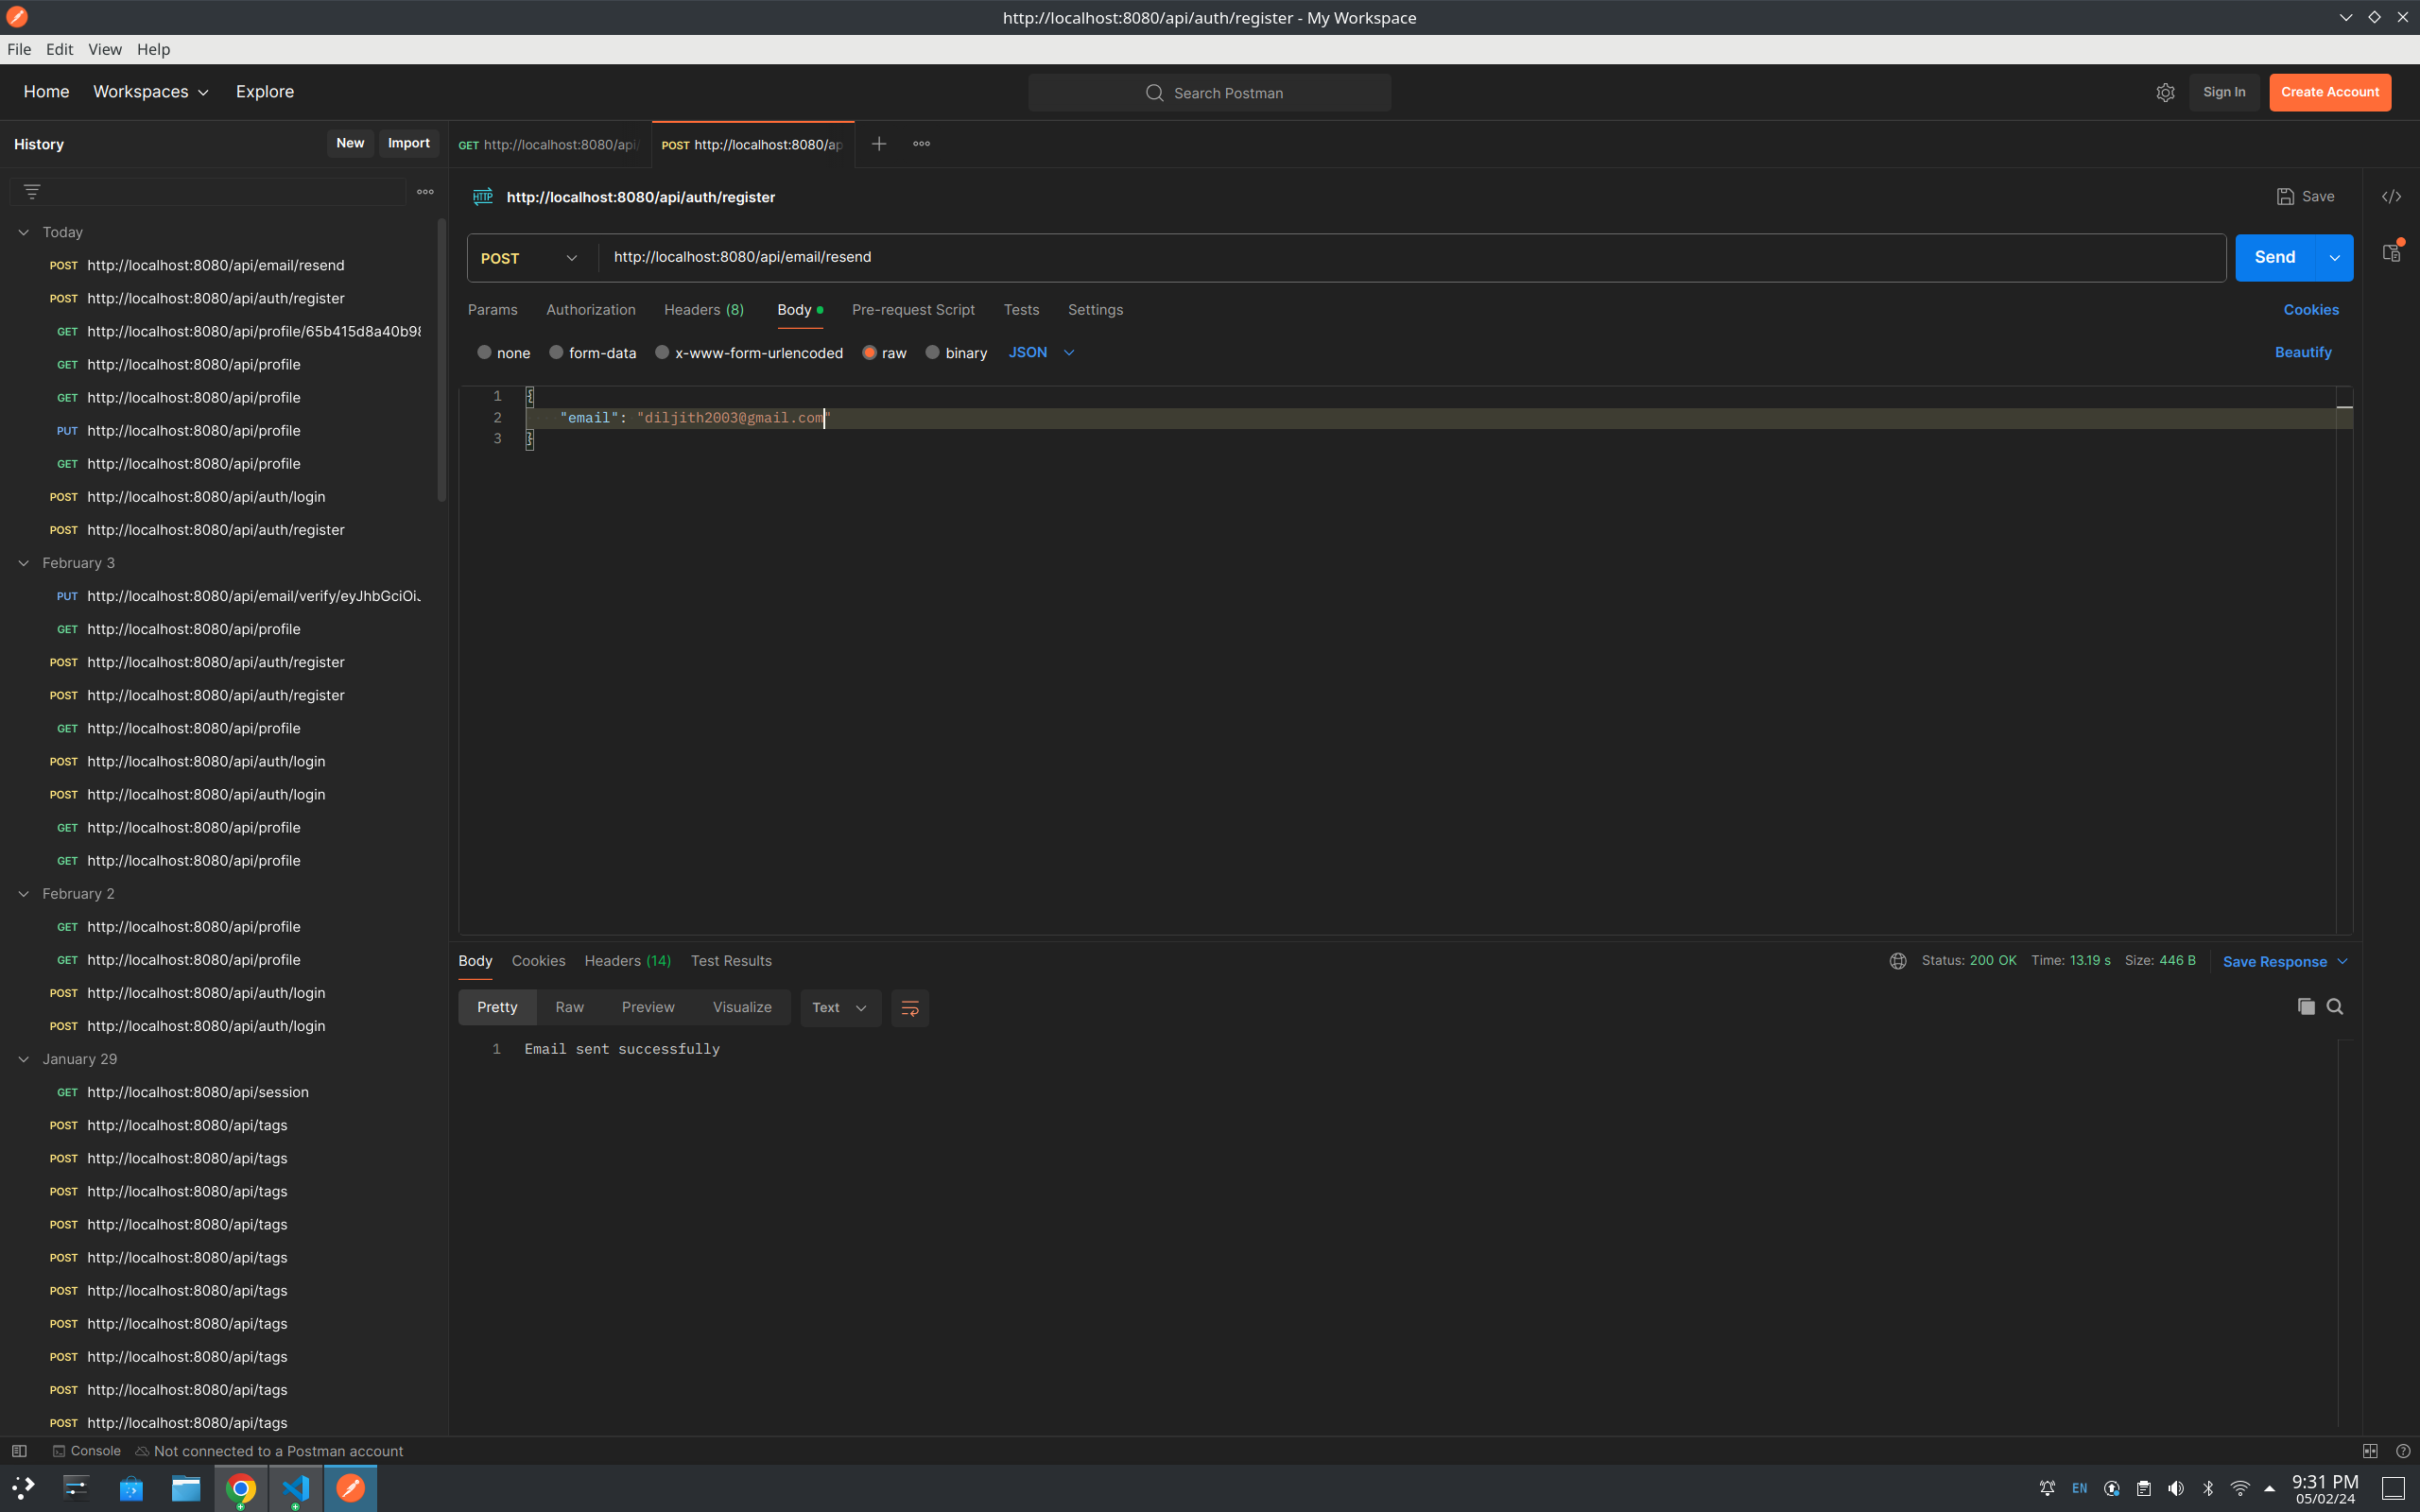 http://localhost:8080/api/auth/register - My Workspace
File Edit View Help
Home Workspaces Explore Search Postman Sign In Create Account
History New Import
GET http://localhost:8080/api/ POST http://localhost:8080/ap
HTTP http://localhost:8080/api/auth/register Save </>
POST http://localhost:8080/api/email/resend Send
Params Authorization Headers (8) Body Pre-request Script Tests Settings Cookies
none form-data x-www-form-urlencoded raw binary JSON Beautify
1 {
2 "email": "diljith2003@gmail.com"
3 }
Today
POST http://localhost:8080/api/email/resend
POST http://localhost:8080/api/auth/register
GET http://localhost:8080/api/profile/65b415d8a40b98
GET http://localhost:8080/api/profile
GET http://localhost:8080/api/profile
PUT http://localhost:8080/api/profile
GET http://localhost:8080/api/profile
POST http://localhost:8080/api/auth/login
POST http://localhost:8080/api/auth/register
February 3
PUT http://localhost:8080/api/email/verify/eyJhbGciOiJ
GET http://localhost:8080/api/profile
POST http://localhost:8080/api/auth/register
POST http://localhost:8080/api/auth/register
GET http://localhost:8080/api/profile
POST http://localhost:8080/api/auth/login
POST http://localhost:8080/api/auth/login
GET http://localhost:8080/api/profile
GET http://localhost:8080/api/profile
February 2
GET http://localhost:8080/api/profile
GET http://localhost:8080/api/profile
POST http://localhost:8080/api/auth/login
POST http://localhost:8080/api/auth/login
January 29
GET http://localhost:8080/api/session
POST http://localhost:8080/api/tags
POST http://localhost:8080/api/tags
POST http://localhost:8080/api/tags
POST http://localhost:8080/api/tags
POST http://localhost:8080/api/tags
POST http://localhost:8080/api/tags
POST http://localhost:8080/api/tags
POST http://localhost:8080/api/tags
POST http://localhost:8080/api/tags
POST http://localhost:8080/api/tags
Body Cookies Headers (14) Test Results Status: 200 OK Time: 13.19 s Size: 446 B Save Response
Pretty Raw Preview Visualize Text
1 Email sent successfully
Console Not connected to a Postman account
EN 9:31 PM
05/02/24